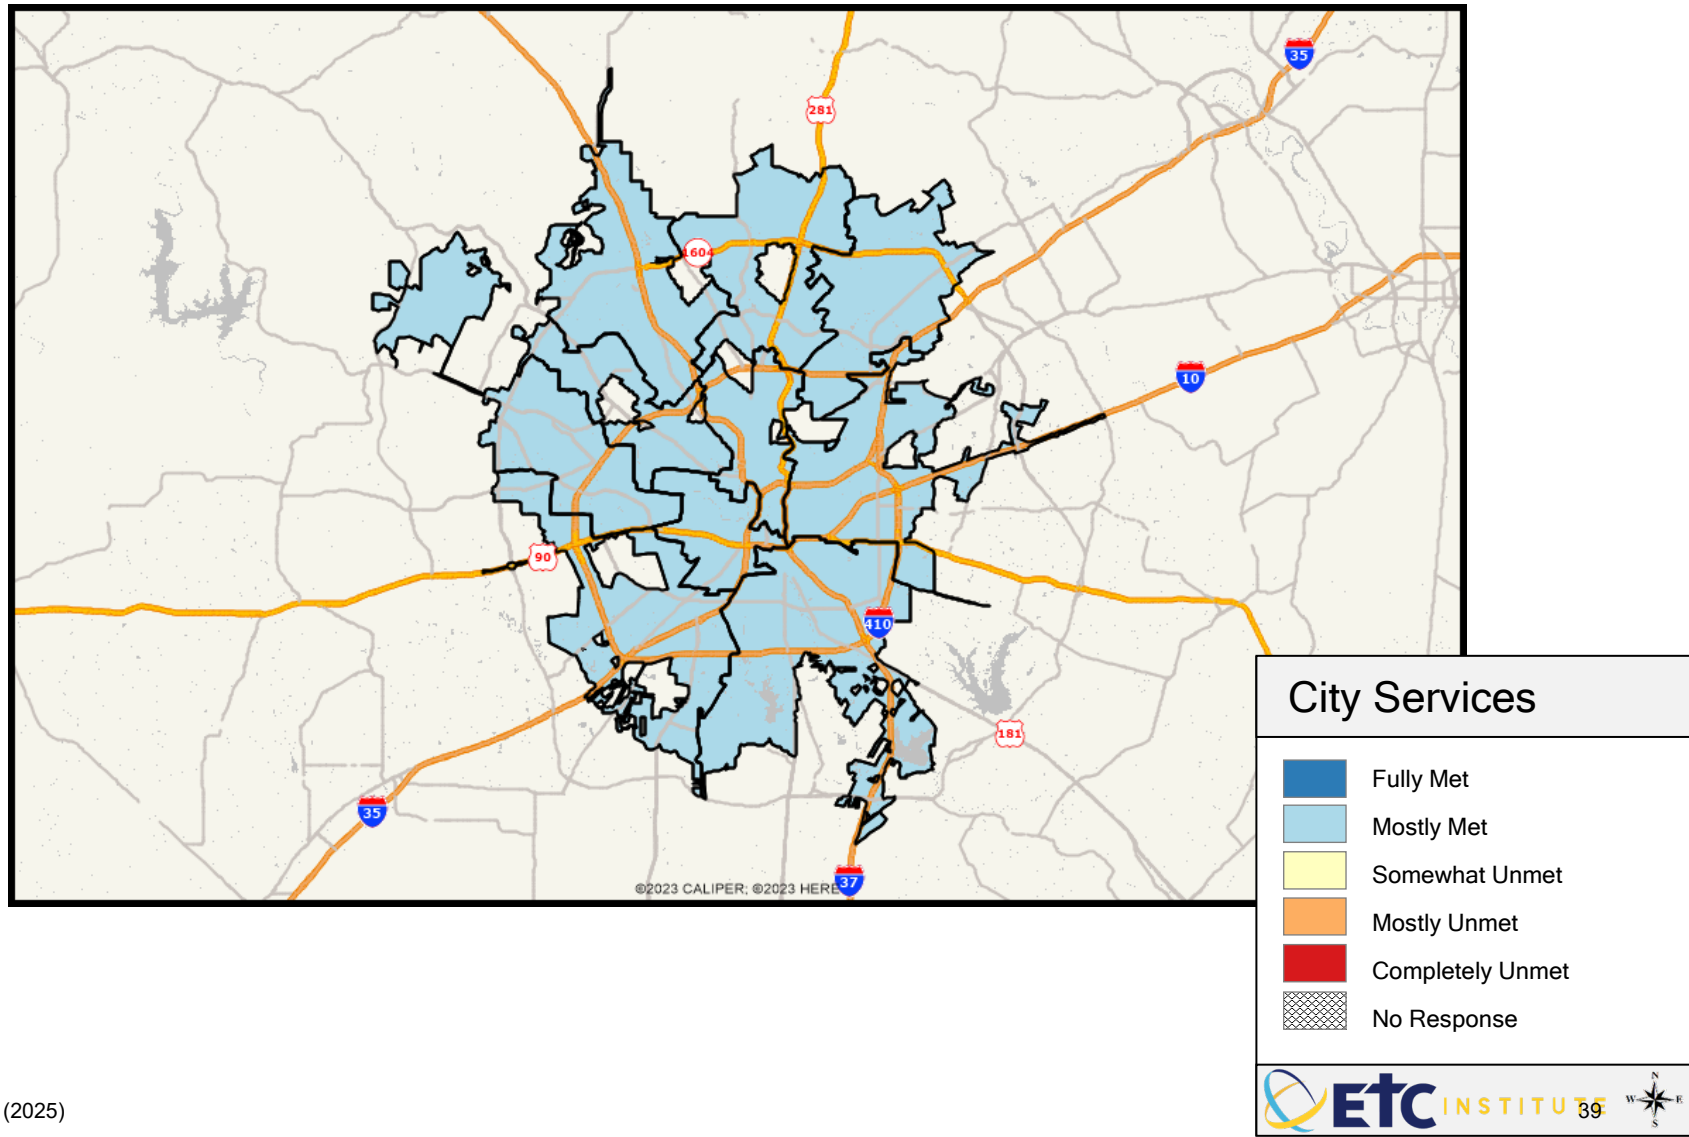 35
281
1604
10
90
410
181
35
37
©2023 CALIPER; ©2023 HERE
City Services
Fully Met
Mostly Met
Somewhat Unmet
Mostly Unmet
Completely Unmet
No Response
ETC INSTITUTE
39
N
W E
S
(2025)